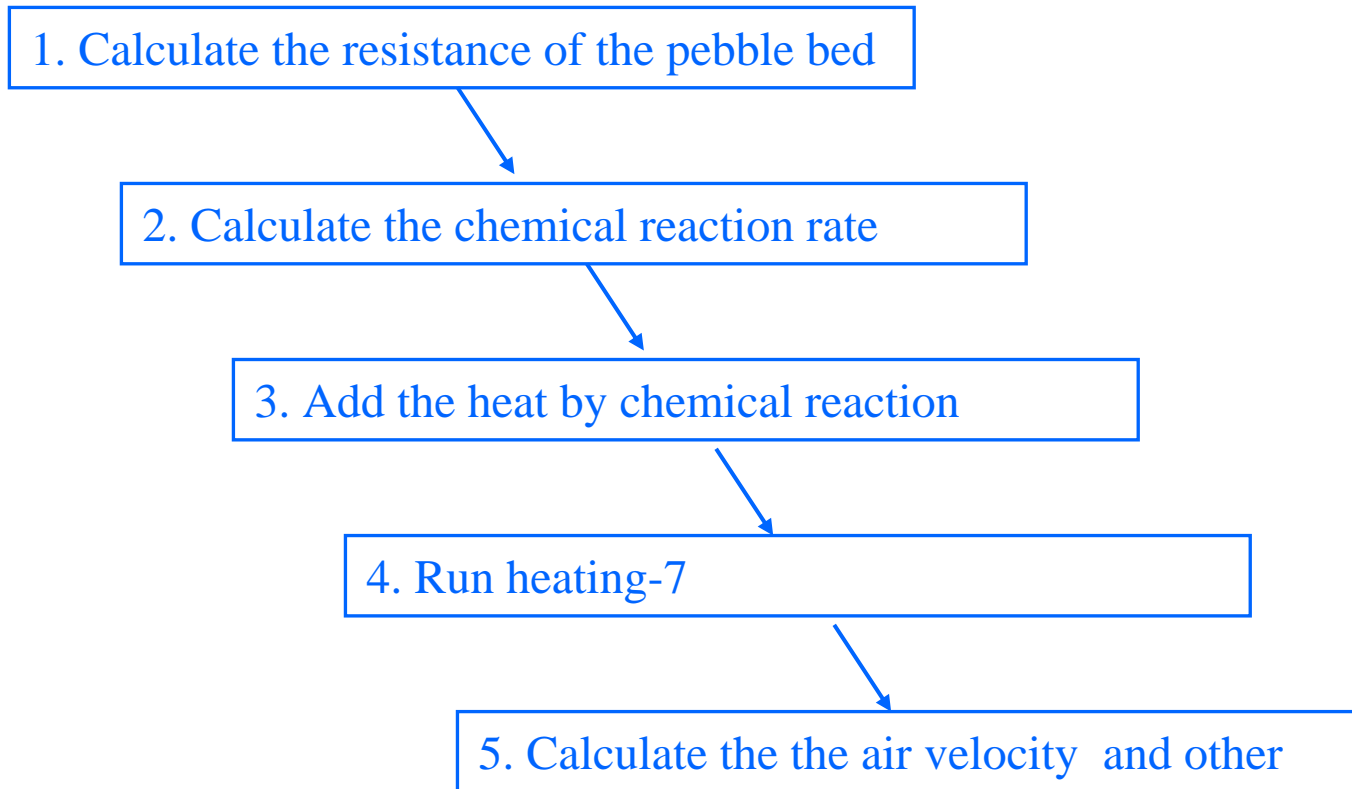 1. Calculate the resistance of the pebble bed
2. Calculate the chemical reaction rate
3. Add the heat by chemical reaction
4. Run heating-7
5. Calculate the the air velocity  and other